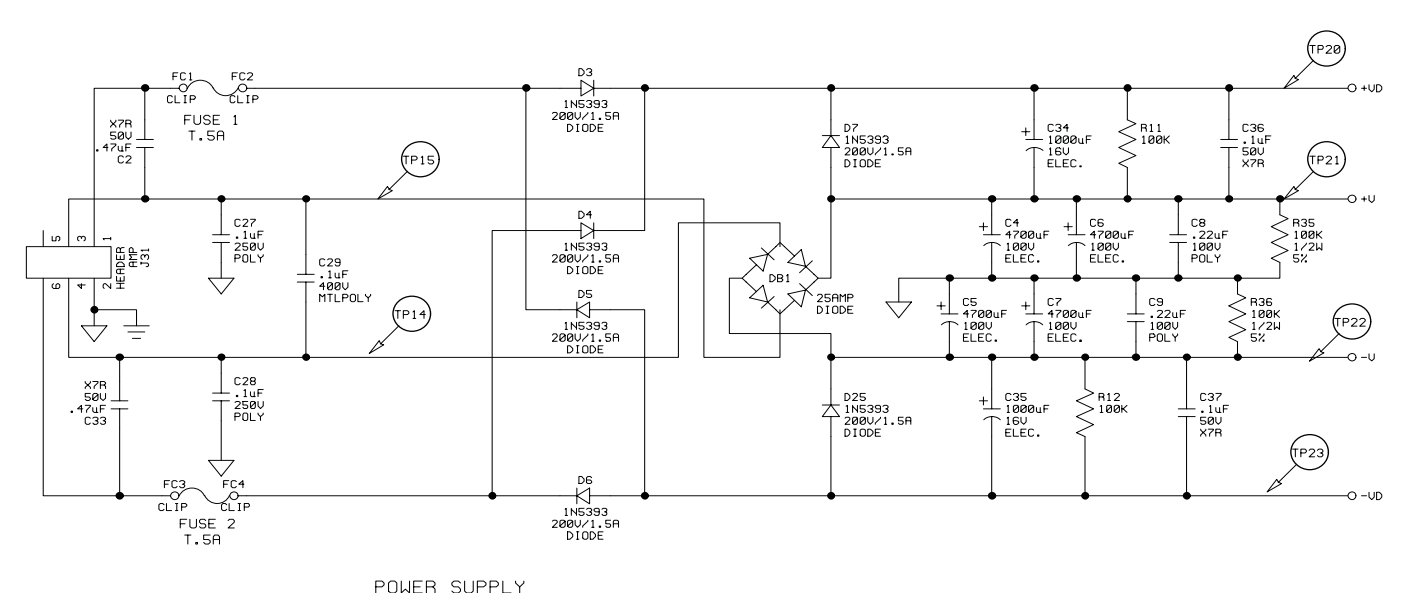 TP20
D3
FC1
FC2
+VD
CLIP
CLIP
1N5393
200V/1.5A
DIODE
FUSE 1
T.5A
X7R
50V
.47uF
C2
D7
1N5393
200V/1.5A
DIODE
+
C34
1000uF
16V
ELEC.
R11
100K
C36
.1uF
50V
X7R
TP15
TP21
+V
C27
.1uF
250V
POLY
D4
1N5393
200V/1.5A
DIODE
+
C4
4700uF
100V
ELEC.
+
C6
4700uF
100V
ELEC.
C8
.22uF
100V
POLY
R35
100K
1/2W
5%
5
3
1
6
4
2
HEADER
AMP
J31
C29
.1uF
400V
MTLPOLY
DB1
25AMP
DIODE
D5
1N5393
200V/1.5A
DIODE
TP14
+
C5
4700uF
100V
ELEC.
+
C7
4700uF
100V
ELEC.
C9
.22uF
100V
POLY
R36
100K
1/2W
5%
TP22
-V
X7R
50V
.47uF
C33
C28
.1uF
250V
POLY
D25
1N5393
200V/1.5A
DIODE
+
C35
1000uF
16V
ELEC.
R12
100K
C37
.1uF
50V
X7R
TP23
D6
FC3
FC4
-VD
CLIP
CLIP
1N5393
200V/1.5A
DIODE
FUSE 2
T.5A
POWER SUPPLY